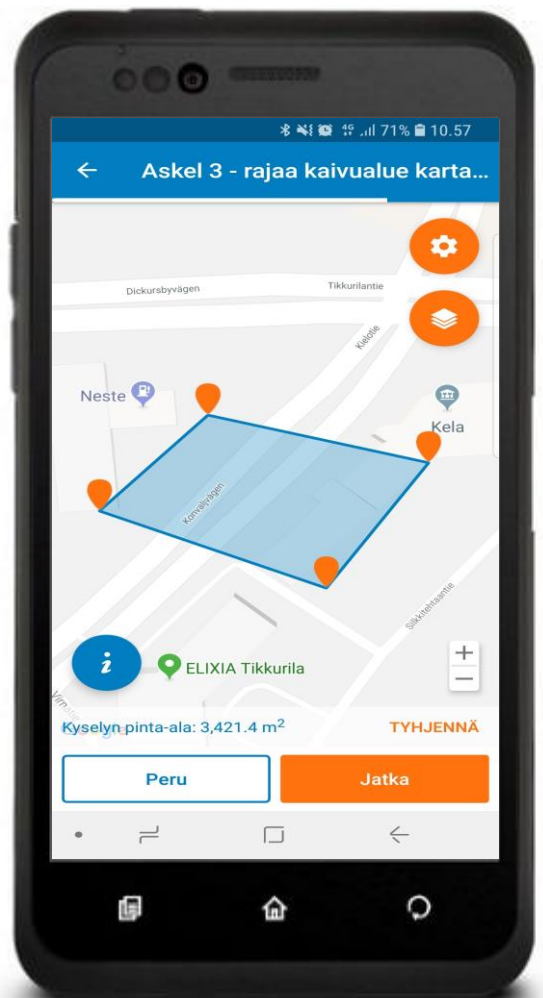 4G 71% 10.57
Askel 3 - rajaa kaivualue karta...
Dickursbyvägen
Tikkurilantie
Kielotie
Neste
Kela
Konvaljvägen
Silkkitehtaantie
i
ELIXIA Tikkurila
+
−
Kyselyn pinta-ala: 3,421.4 m²
TYHJENNÄ
Peru
Jatka